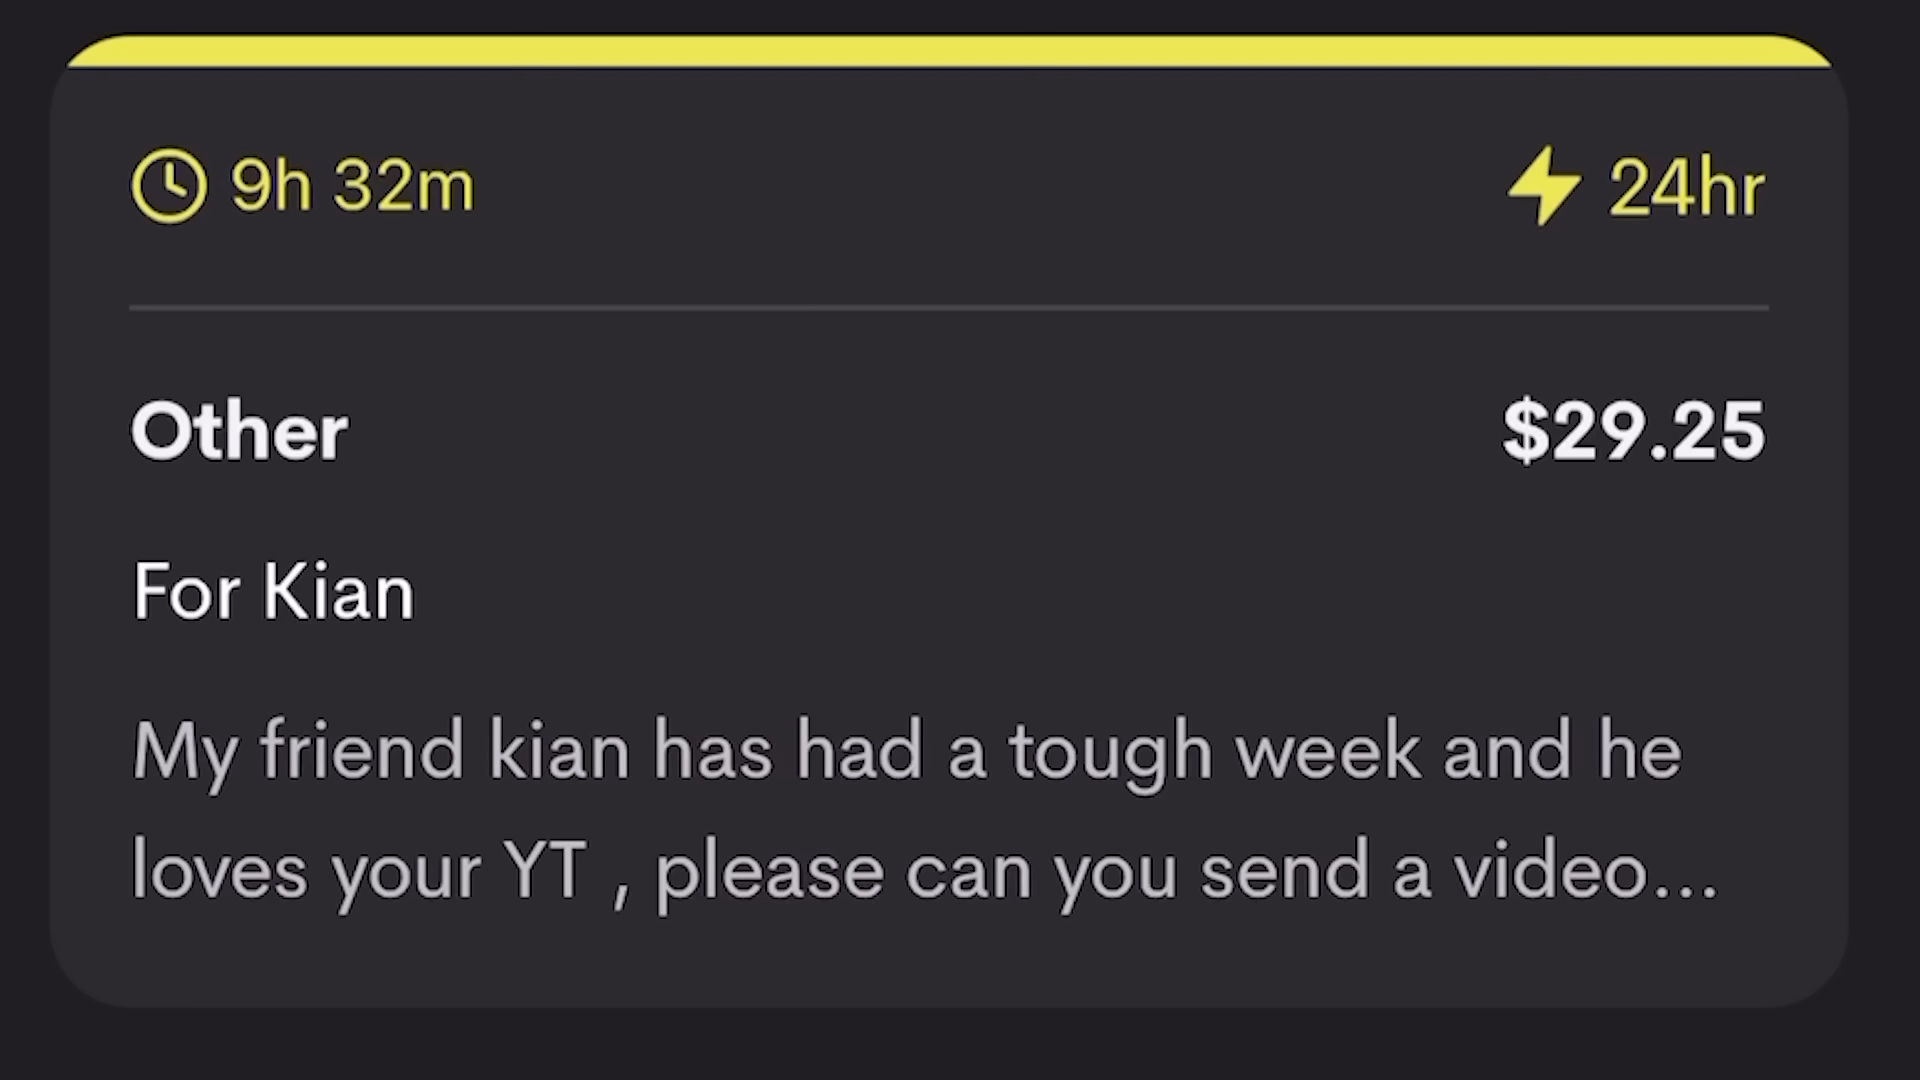 9h 32m 24hr
Other $29.25
For Kian
My friend kian has had a tough week and he
loves your YT , please can you send a video...